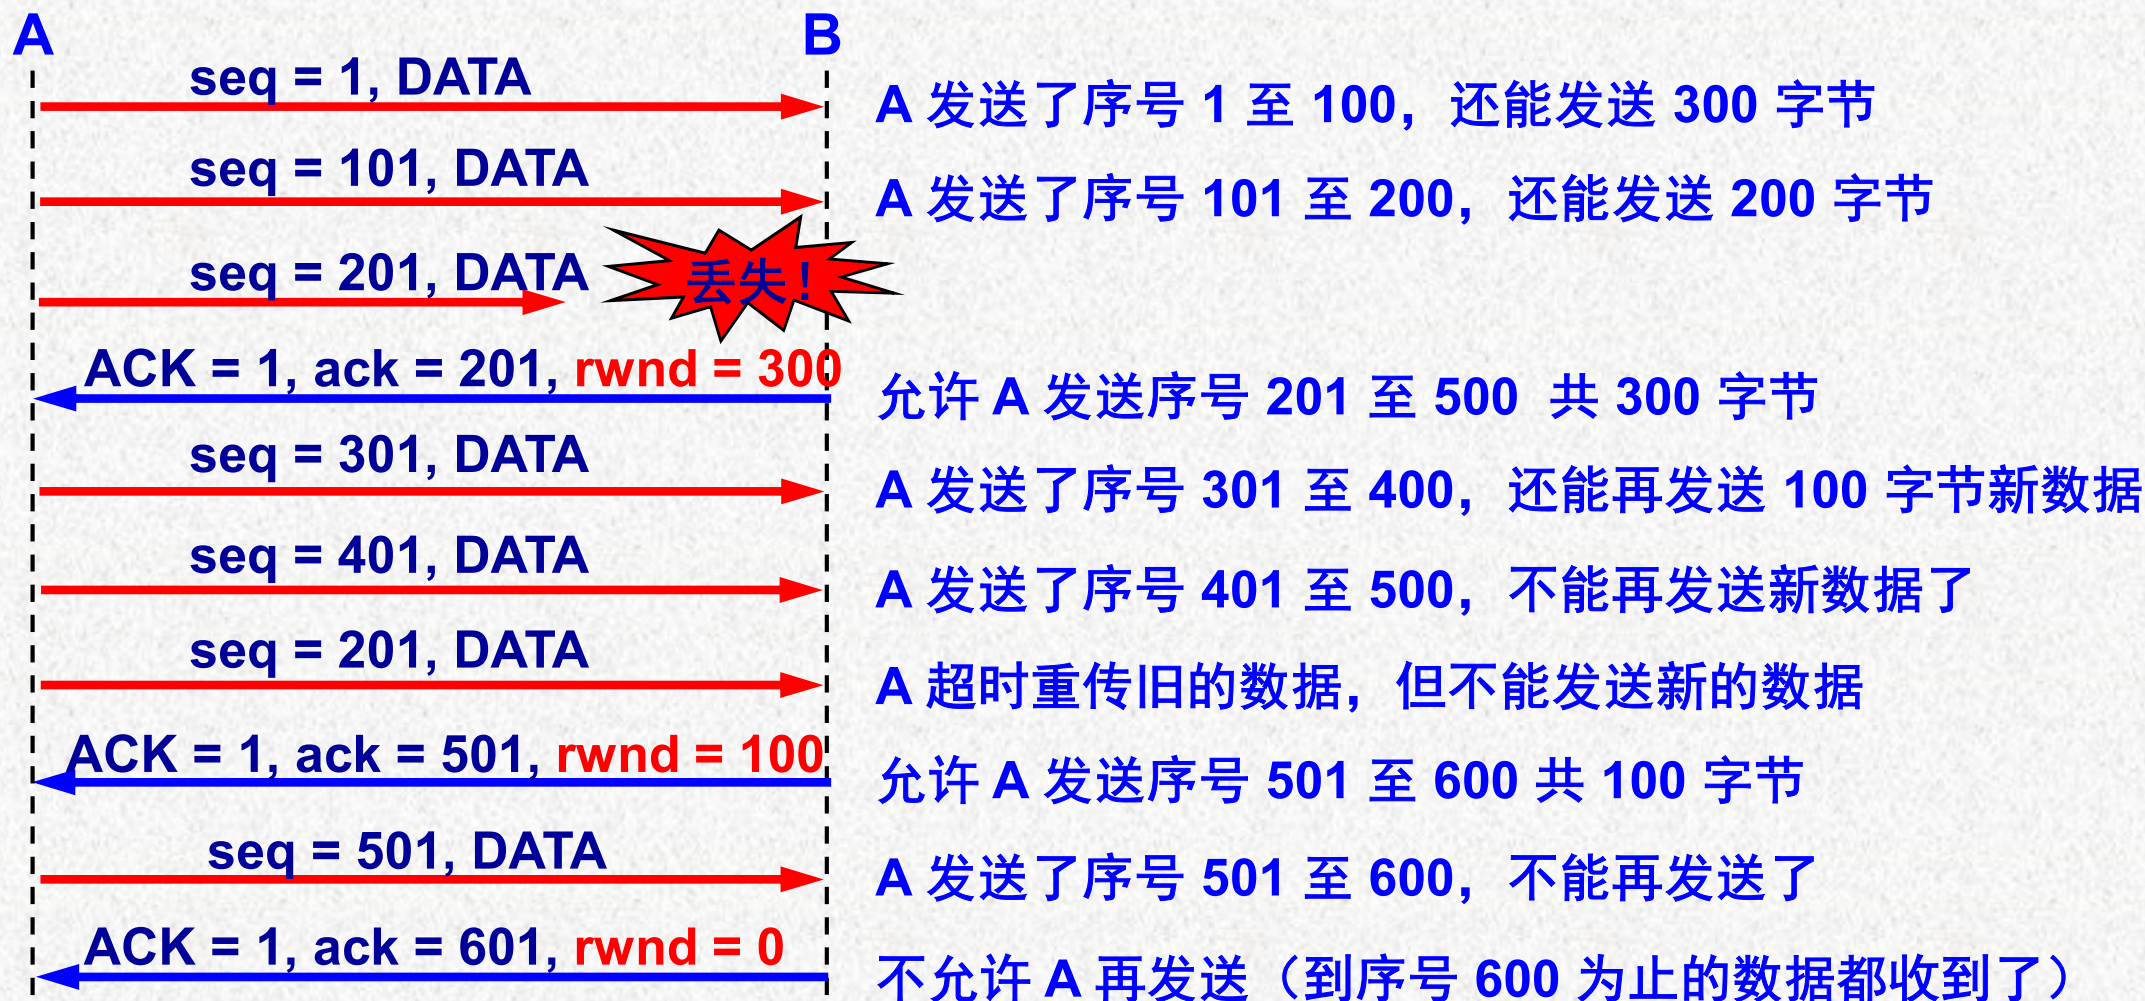 A B
seq = 1, DATA
A 发送了序号 1 至 100，还能发送 300 字节
seq = 101, DATA
A 发送了序号 101 至 200，还能发送 200 字节
seq = 201, DATA
丢失！
ACK = 1, ack = 201, rwnd = 300
允许 A 发送序号 201 至 500 共 300 字节
seq = 301, DATA
A 发送了序号 301 至 400，还能再发送 100 字节新数据
seq = 401, DATA
A 发送了序号 401 至 500，不能再发送新数据了
seq = 201, DATA
A 超时重传旧的数据，但不能发送新的数据
ACK = 1, ack = 501, rwnd = 100
允许 A 发送序号 501 至 600 共 100 字节
seq = 501, DATA
A 发送了序号 501 至 600，不能再发送了
ACK = 1, ack = 601, rwnd = 0
不允许 A 再发送（到序号 600 为止的数据都收到了）